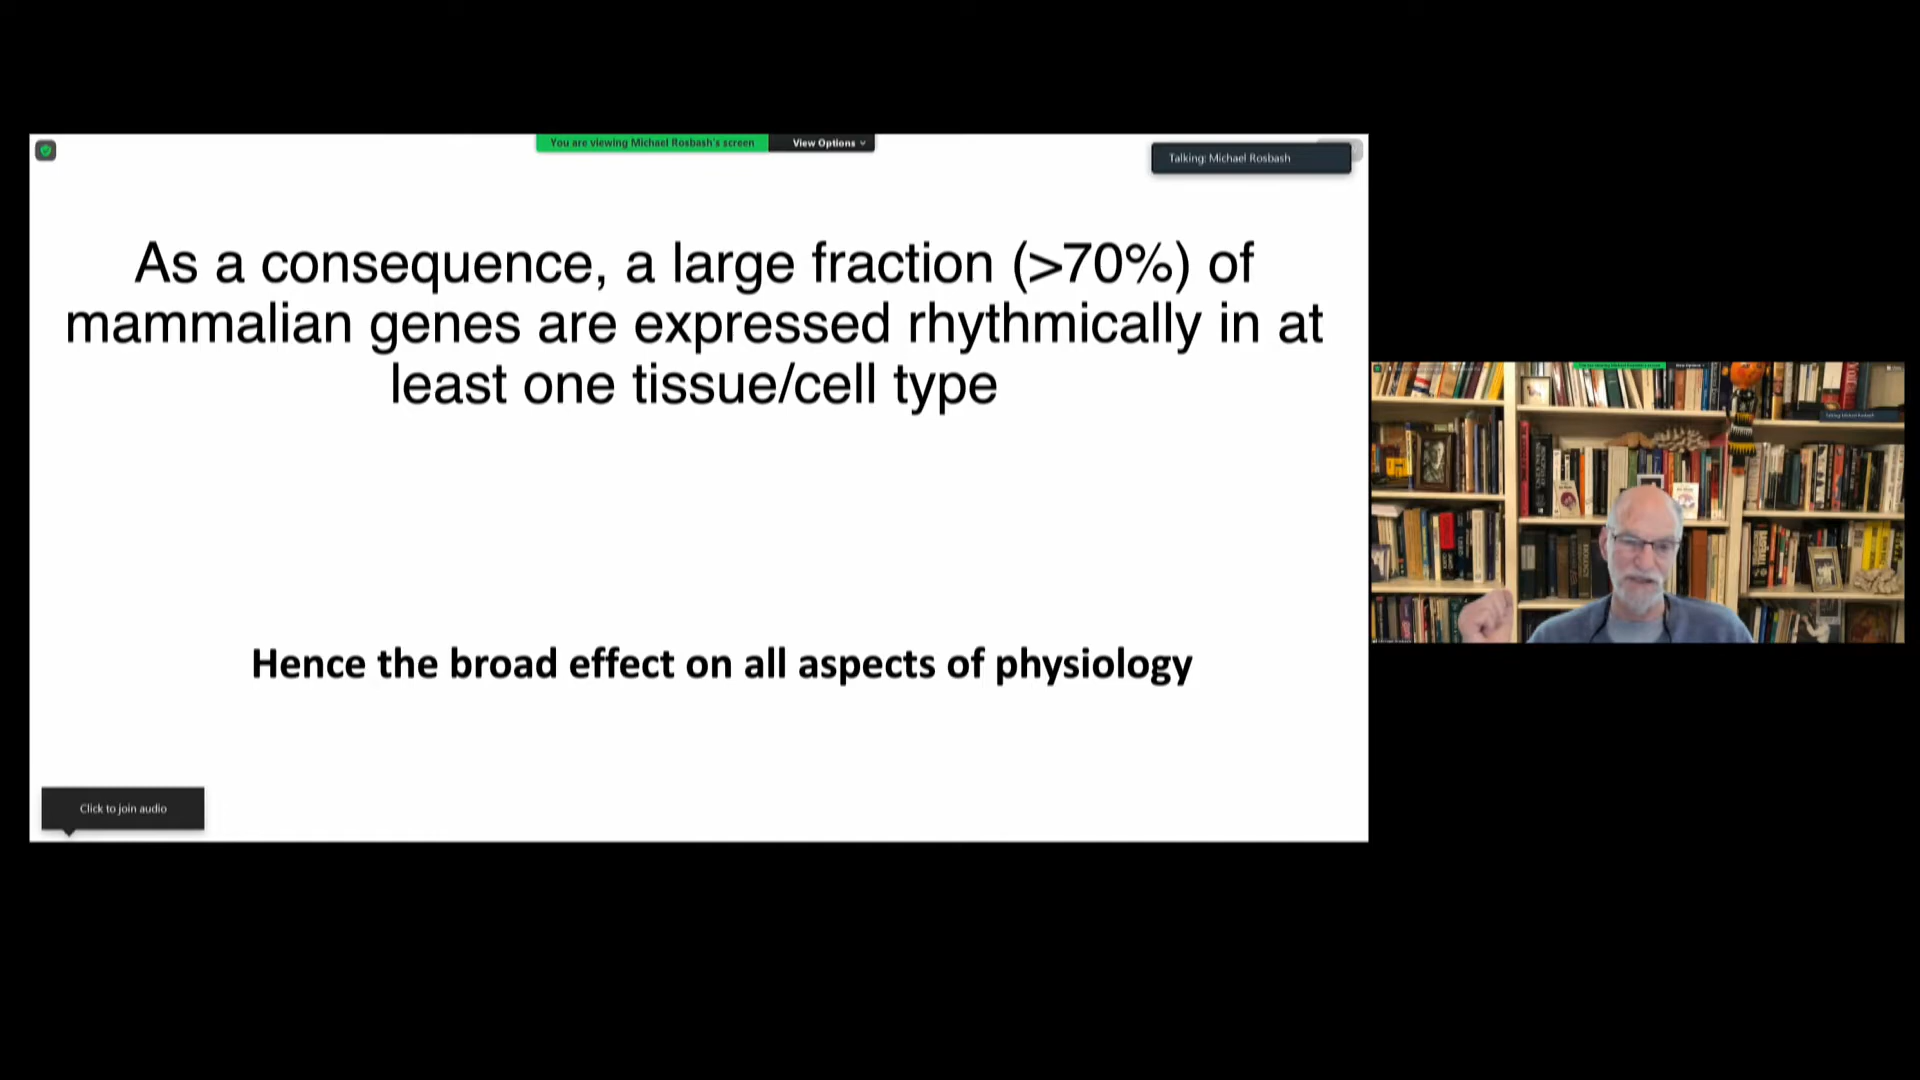 You are viewing Michael Rosbash's screen
View Options
Talking: Michael Rosbash
As a consequence, a large fraction (>70%) of
mammalian genes are expressed rhythmically in at
least one tissue/cell type
Hence the broad effect on all aspects of physiology
Click to join audio